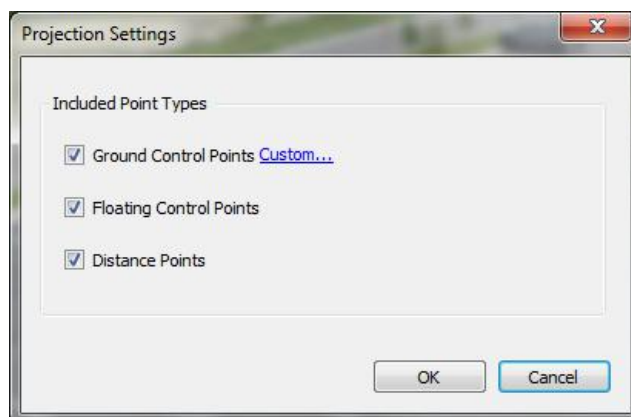 Projection Settings
Included Point Types
Ground Control Points Custom...
Floating Control Points
Distance Points
OK
Cancel